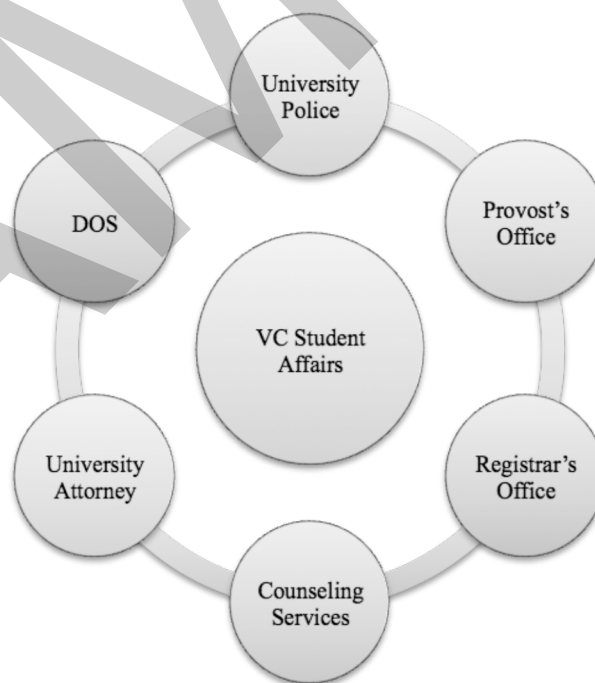 University
Police
DOS
Provost's
Office
VC Student
Affairs
University
Attorney
Registrar's
Office
Counseling
Services